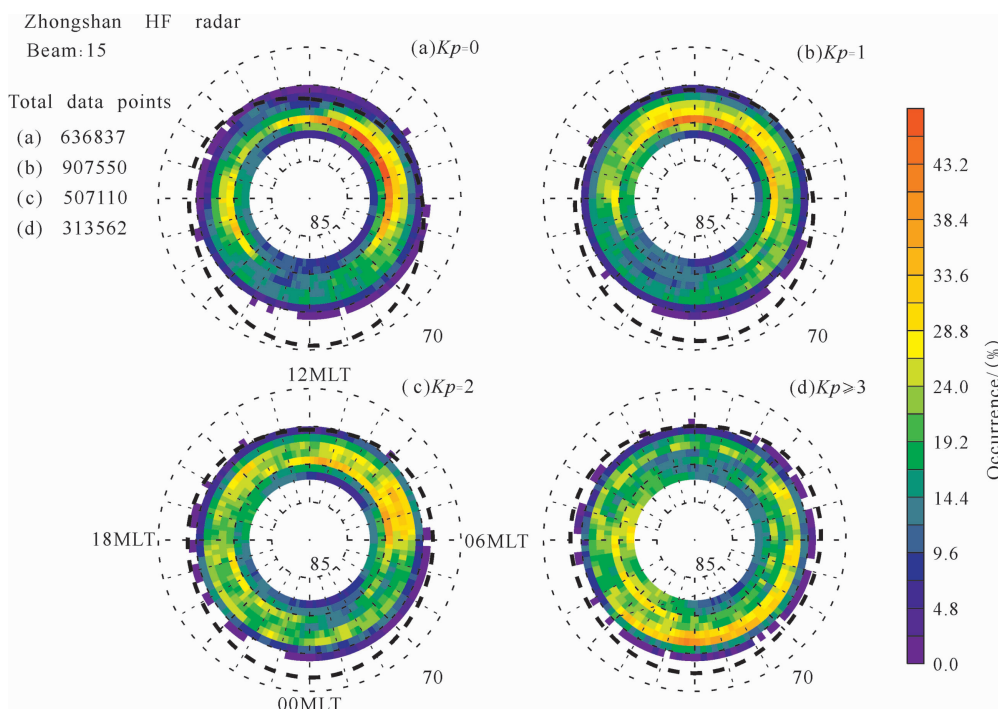 Zhongshan HF radar
Beam:15
Total data points
(a) 636837
(b) 907550
(c) 507110
(d) 313562
(a)Kp=0
85
70
(b)Kp=1
85
70
12MLT
(c)Kp=2
18MLT
06MLT
85
70
00MLT
(d)Kp≥3
85
70
43.2
38.4
33.6
28.8
24.0
19.2
14.4
9.6
4.8
0.0
Occurrence/(%)